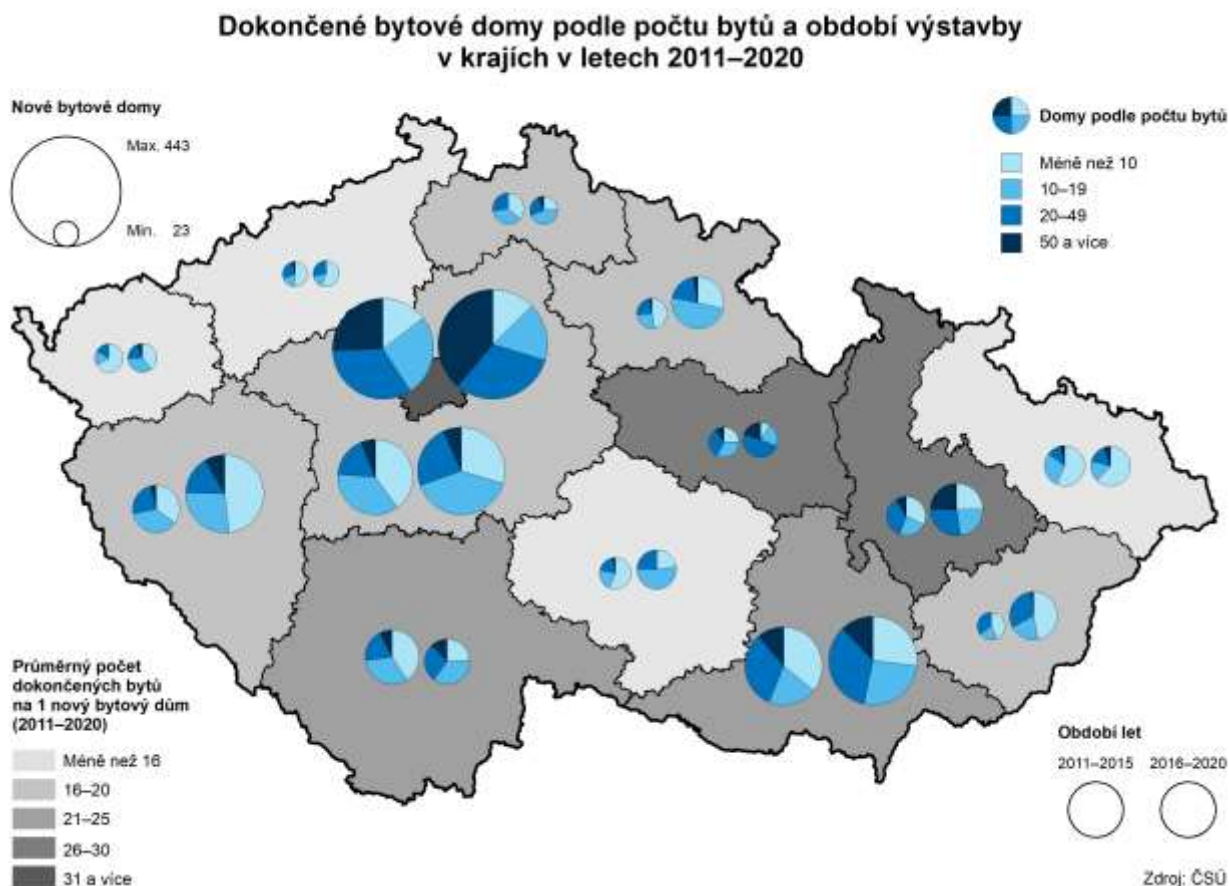 Dokončené bytové domy podle počtu bytů a období výstavby
v krajích v letech 2011–2020
Nové bytové domy
Max. 443
Min. 23
Domy podle počtu bytů
Méně než 10
10–19
20–49
50 a více
Průměrný počet
dokončených bytů
na 1 nový bytový dům
(2011–2020)
Méně než 16
16–20
21–25
26–30
31 a více
Období let
2011–2015 2016–2020
Zdroj: ČSÚ